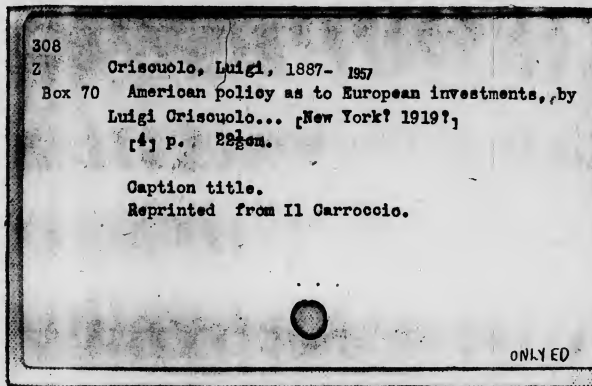 308
Z Criscuolo, Luigi, 1887- 1957
Box 70 American policy as to European investments, by
Luigi Criscuolo... [New York? 1919?]
[4] p. 22½cm.
Caption title.
Reprinted from Il Carroccio.
ONLY ED